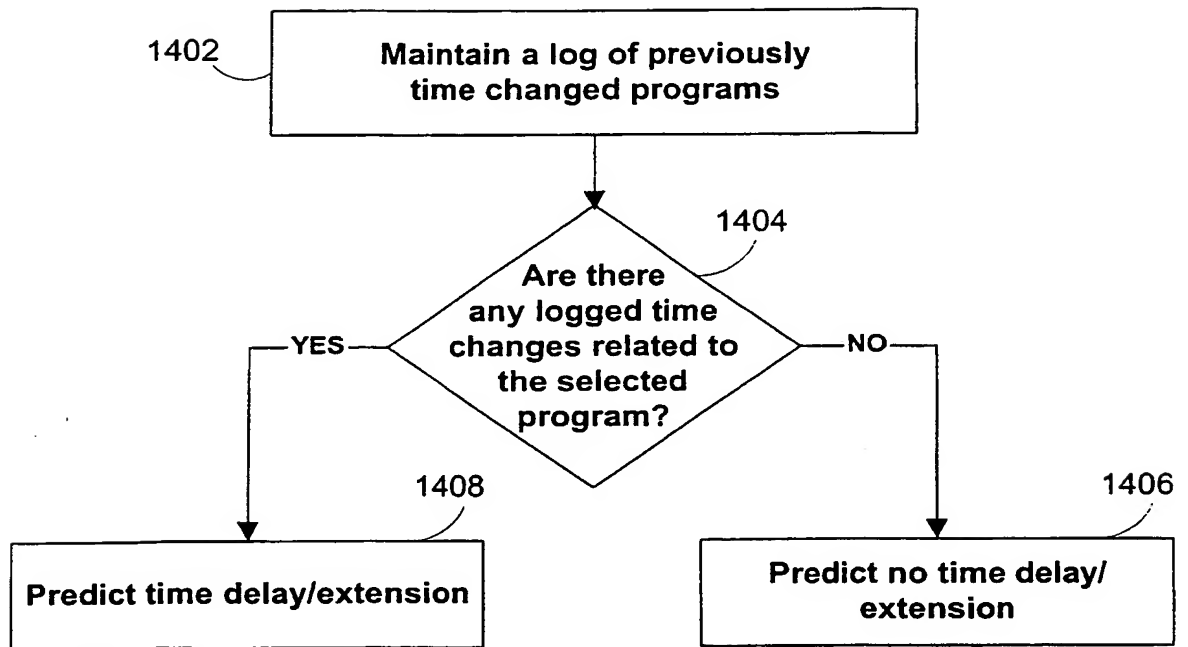 1402
Maintain a log of previously
time changed programs
1404
Are there
any logged time
changes related to
the selected
program?
YES
NO
1408
Predict time delay/extension
1406
Predict no time delay/
extension